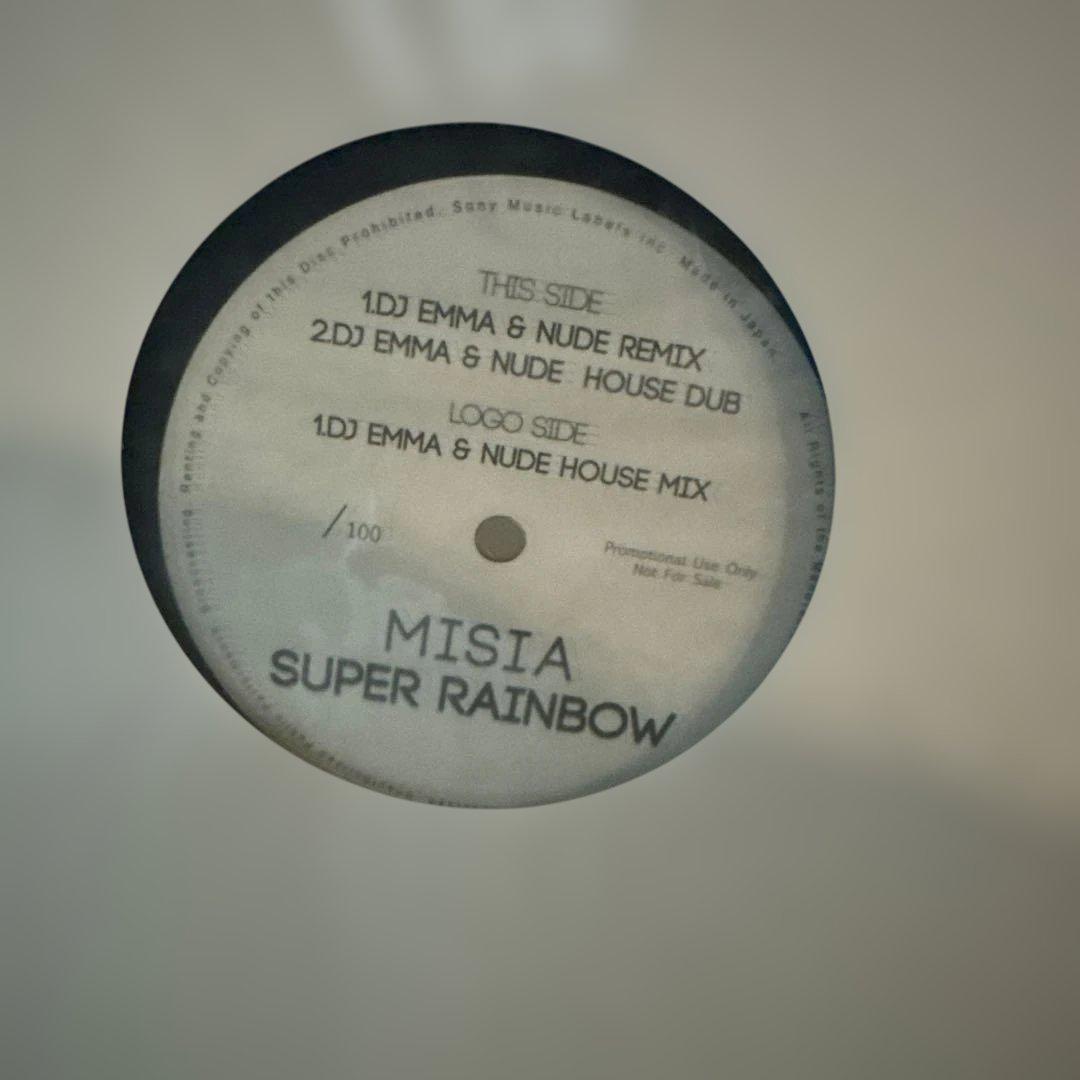 THIS SIDE
1.DJ EMMA & NUDE REMIX
2.DJ EMMA & NUDE HOUSE DUB
LOGO SIDE
1.DJ EMMA & NUDE HOUSE MIX
/100
Promotional Use Only
Not For Sale
MISIA
SUPER RAINBOW
Renting and Copying of this Disc Prohibited. Sony Music Labels Inc. Made in Japan.
All Rights of the